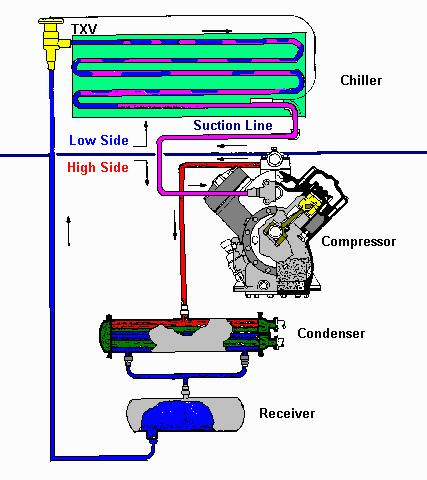 TXV
Chiller
Suction Line
Low Side
High Side
Compressor
Condenser
Receiver